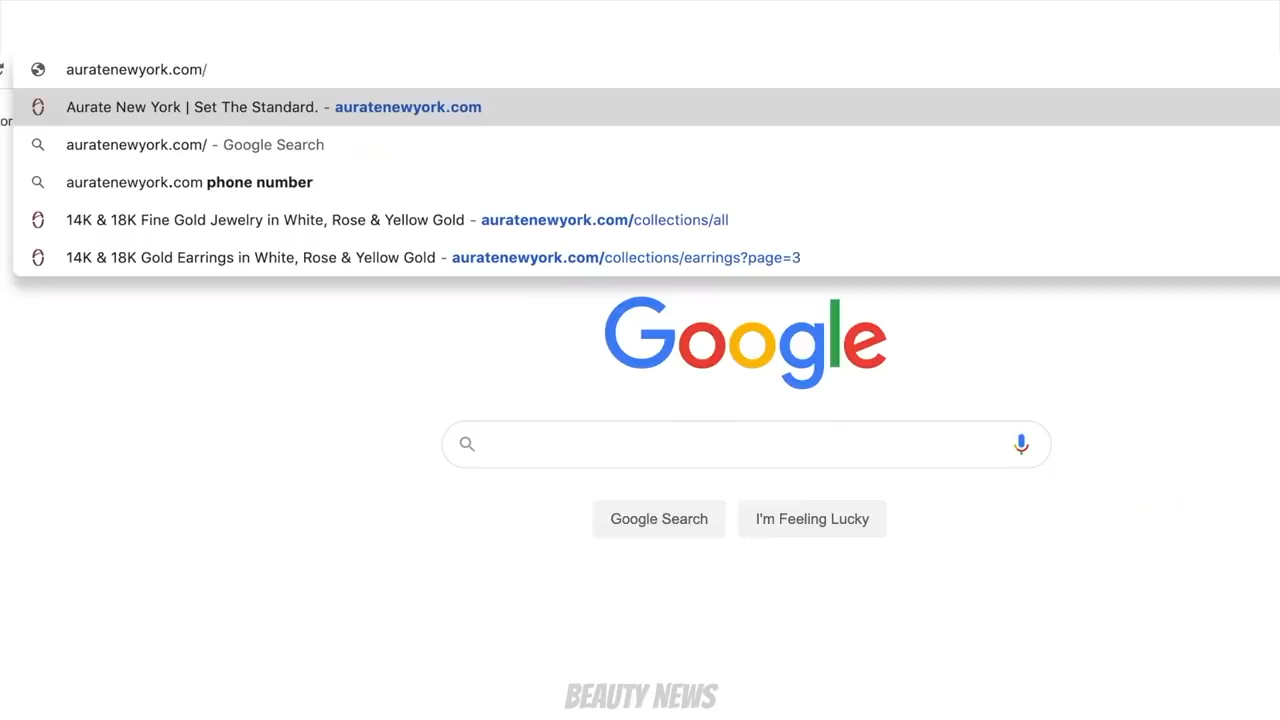 auratenewyork.com/
Aurate New York | Set The Standard. - auratenewyork.com
or
auratenewyork.com/ - Google Search
auratenewyork.com phone number
14K & 18K Fine Gold Jewelry in White, Rose & Yellow Gold - auratenewyork.com/collections/all
14K & 18K Gold Earrings in White, Rose & Yellow Gold - auratenewyork.com/collections/earrings?page=3
Google
Google Search
I'm Feeling Lucky
BEAUTY NEWS